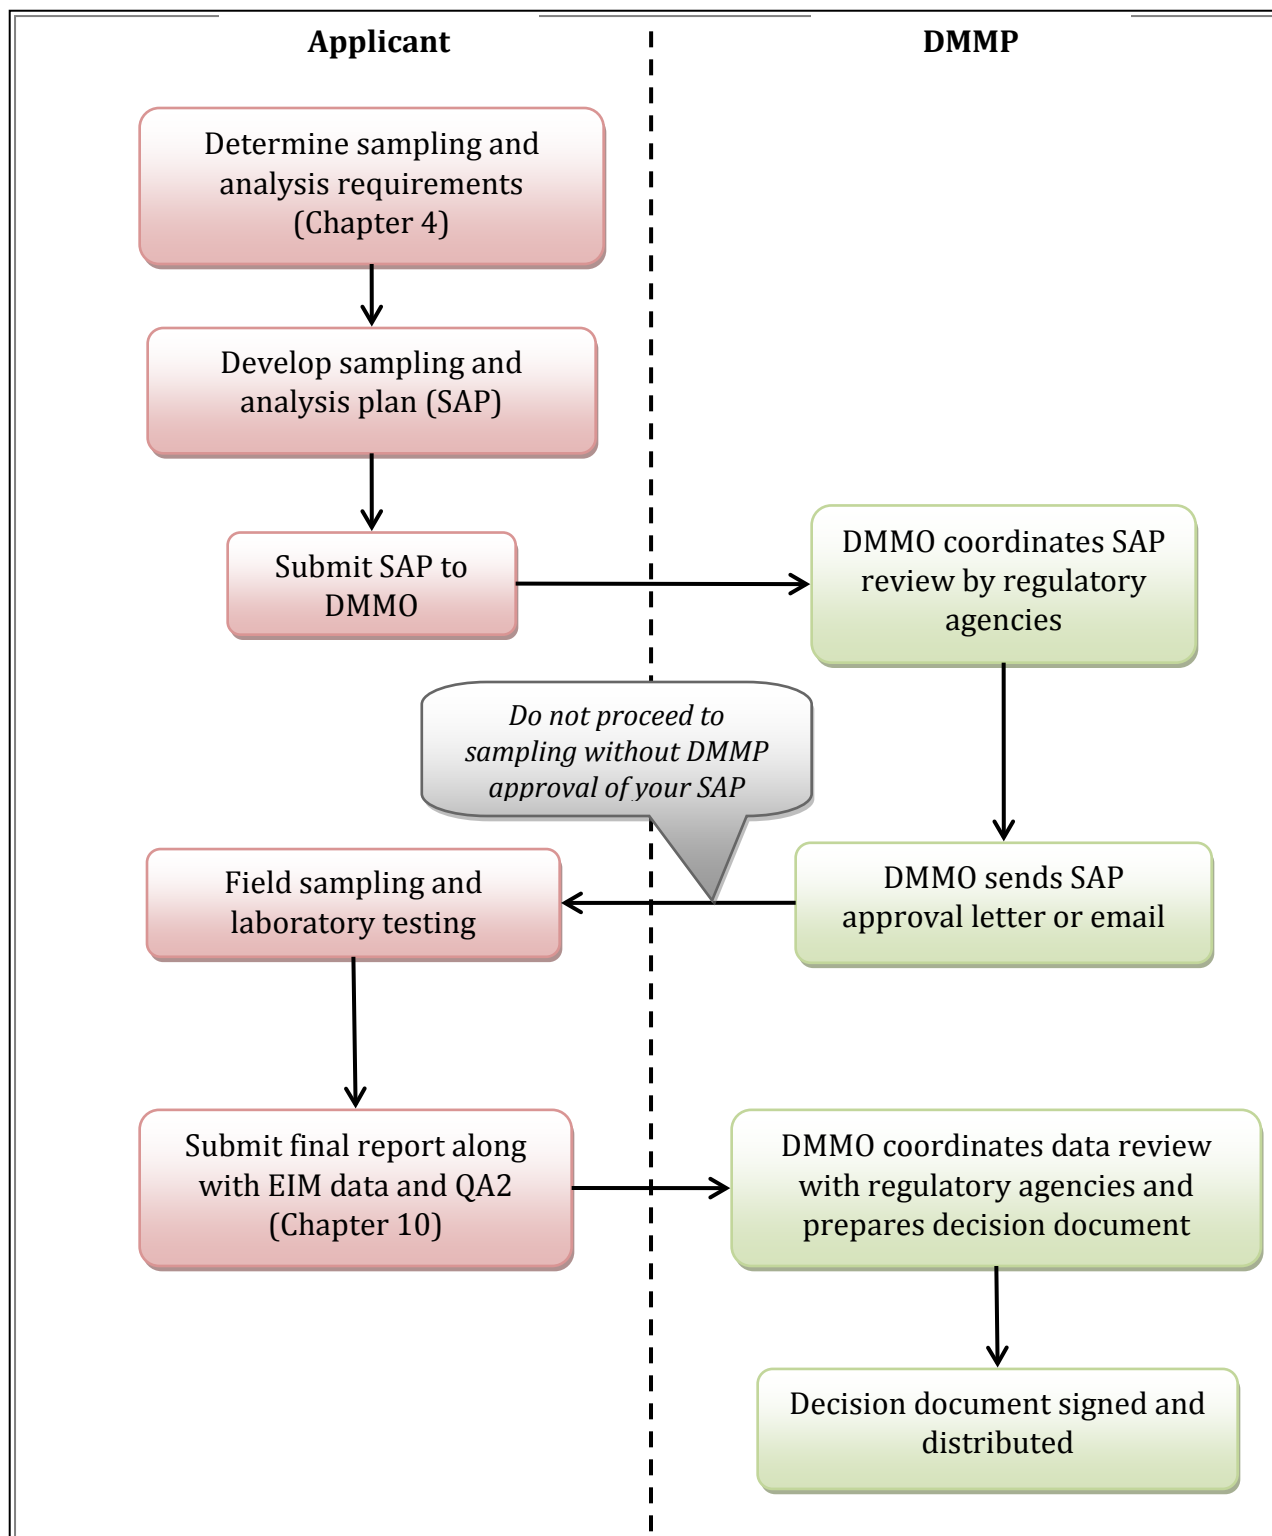 Applicant
DMMP
Determine sampling and
analysis requirements
(Chapter 4)
Develop sampling and
analysis plan (SAP)
Submit SAP to
DMMO
DMMO coordinates SAP
review by regulatory
agencies
Do not proceed to
sampling without DMMP
approval of your SAP
DMMO sends SAP
approval letter or email
Field sampling and
laboratory testing
Submit final report along
with EIM data and QA2
(Chapter 10)
DMMO coordinates data review
with regulatory agencies and
prepares decision document
Decision document signed and
distributed